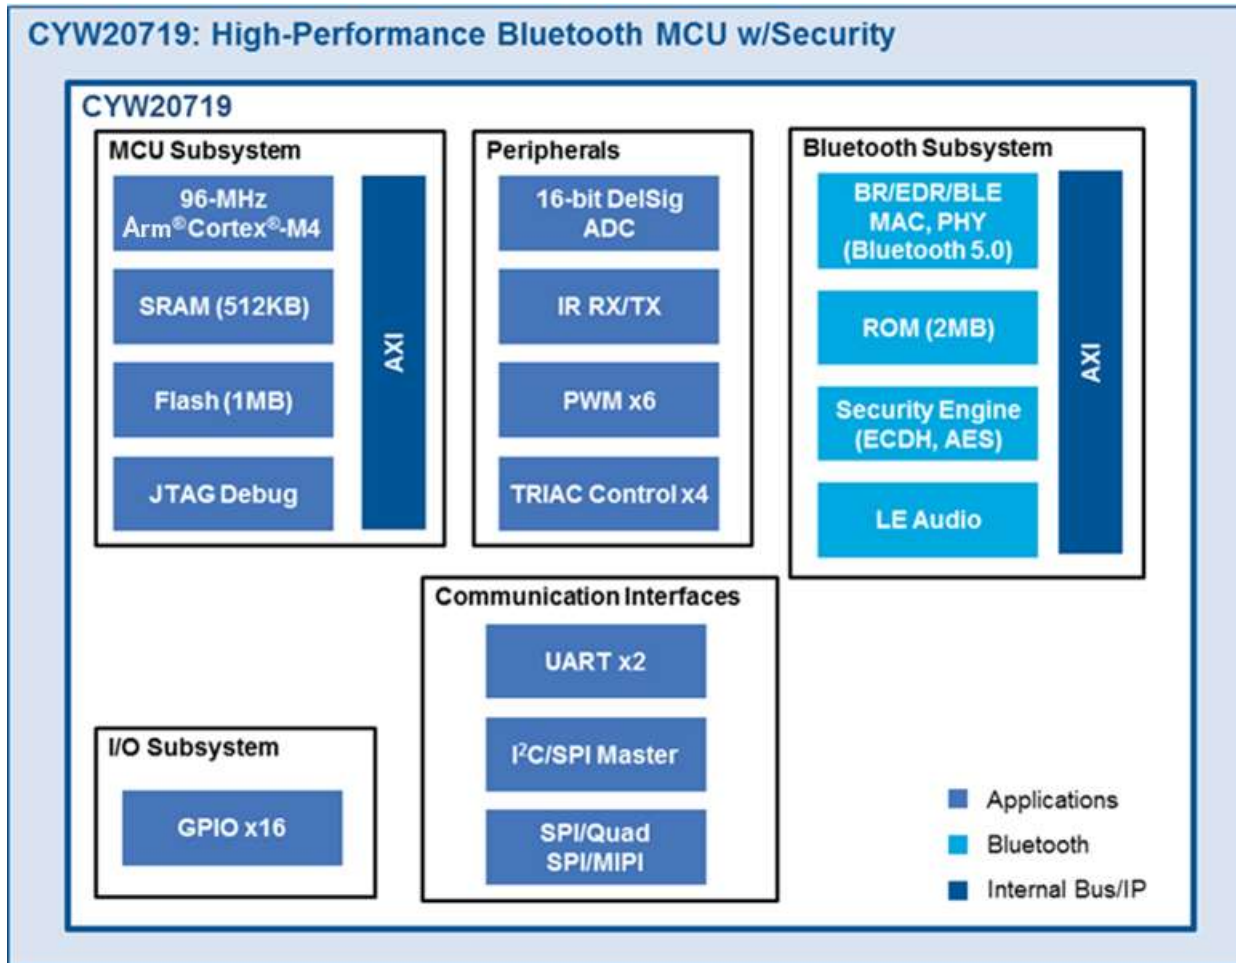 CYW20719: High-Performance Bluetooth MCU w/Security
CYW20719
MCU Subsystem
96-MHz
Arm®Cortex®-M4
SRAM (512KB)
Flash (1MB)
JTAG Debug
AXI
Peripherals
16-bit DelSig
ADC
IR RX/TX
PWM x6
TRIAC Control x4
Bluetooth Subsystem
BR/EDR/BLE
MAC, PHY
(Bluetooth 5.0)
ROM (2MB)
Security Engine
(ECDH, AES)
LE Audio
AXI
Communication Interfaces
UART x2
I²C/SPI Master
SPI/Quad
SPI/MIPI
I/O Subsystem
GPIO x16
Applications
Bluetooth
Internal Bus/IP